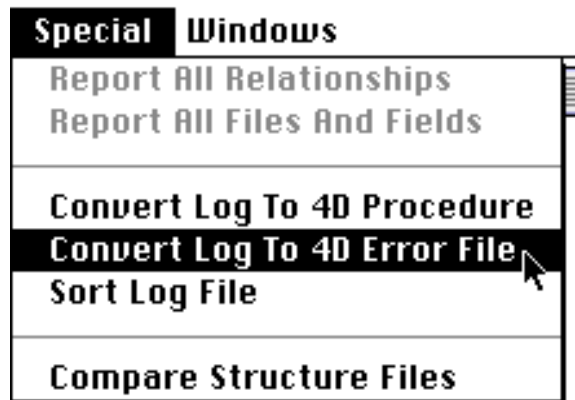 Special Windows
Report All Relationships
Report All Files And Fields
Convert Log To 4D Procedure
Convert Log To 4D Error File
Sort Log File
Compare Structure Files